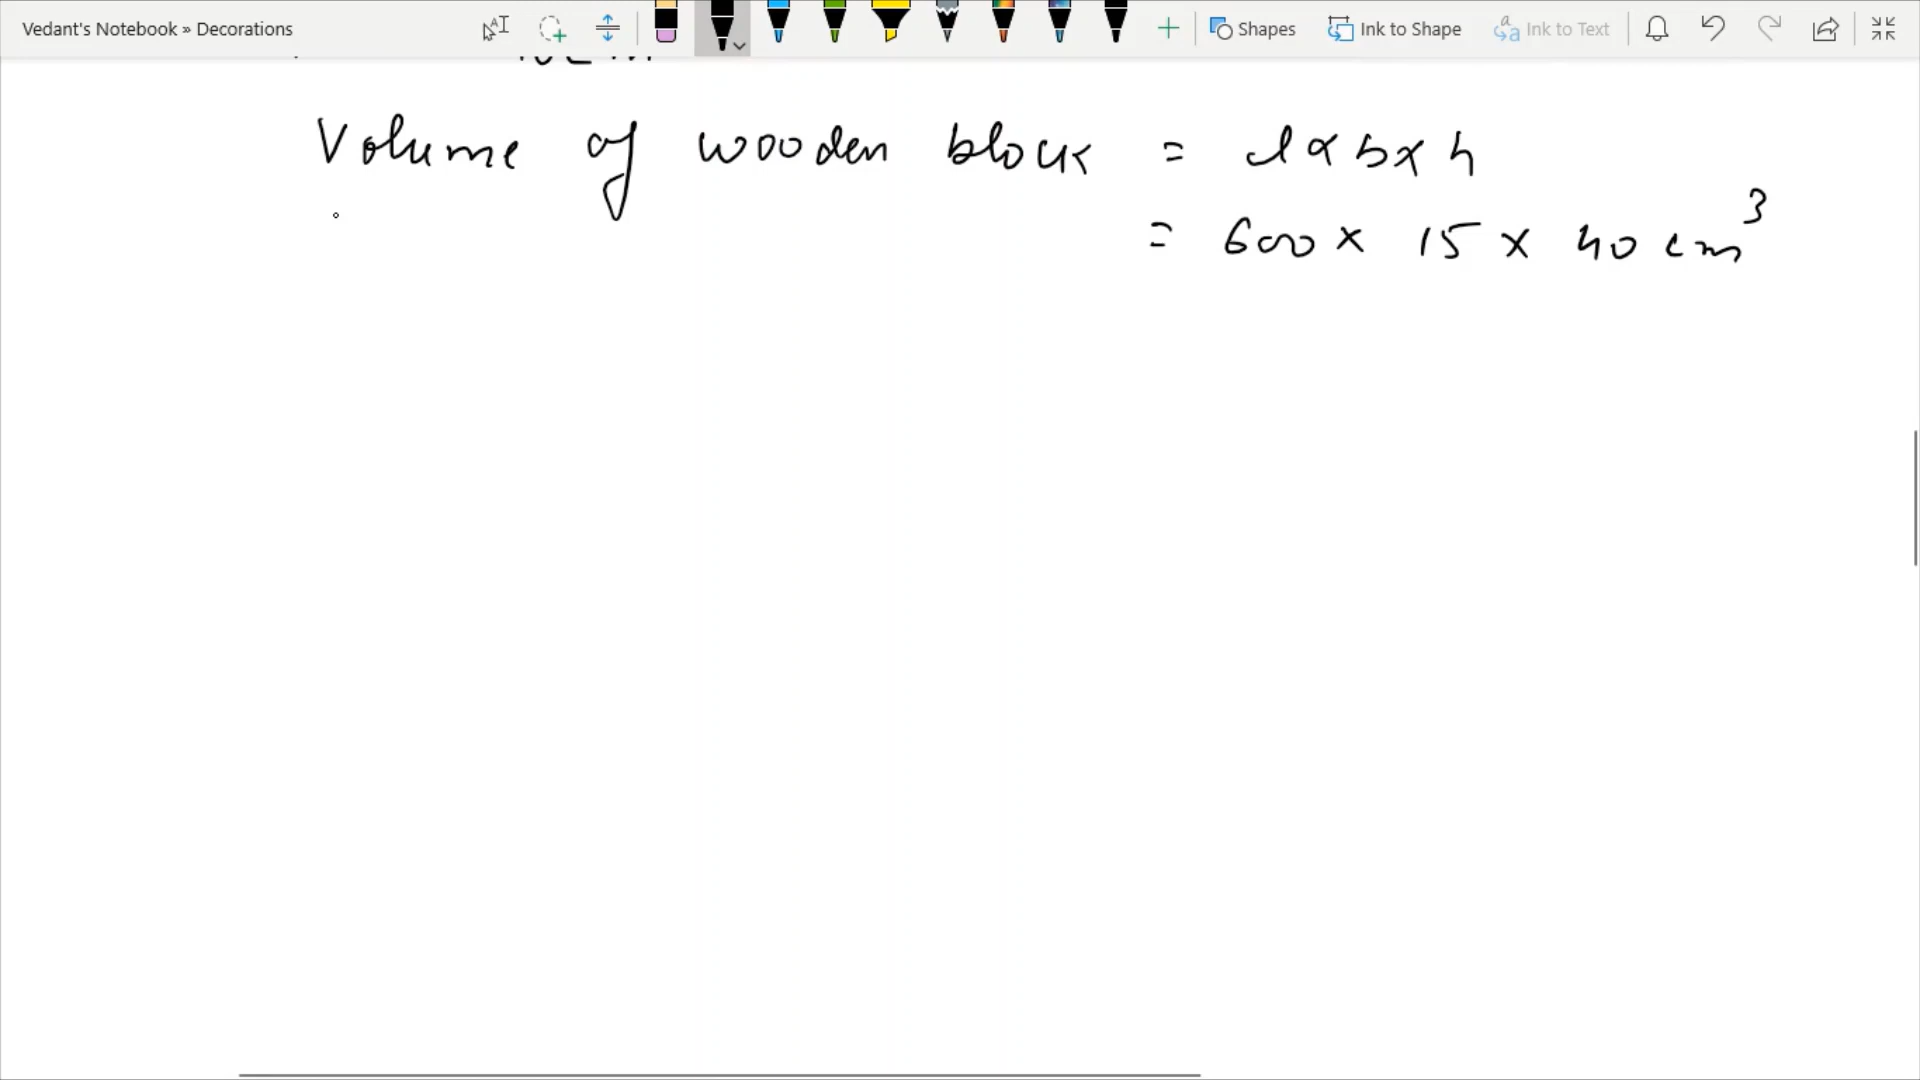 Vedant's Notebook » Decorations
Shapes
Ink to Shape
Ink to Text
Volume of wooden block = l x b x h
= 600 x 15 x 40 cm³